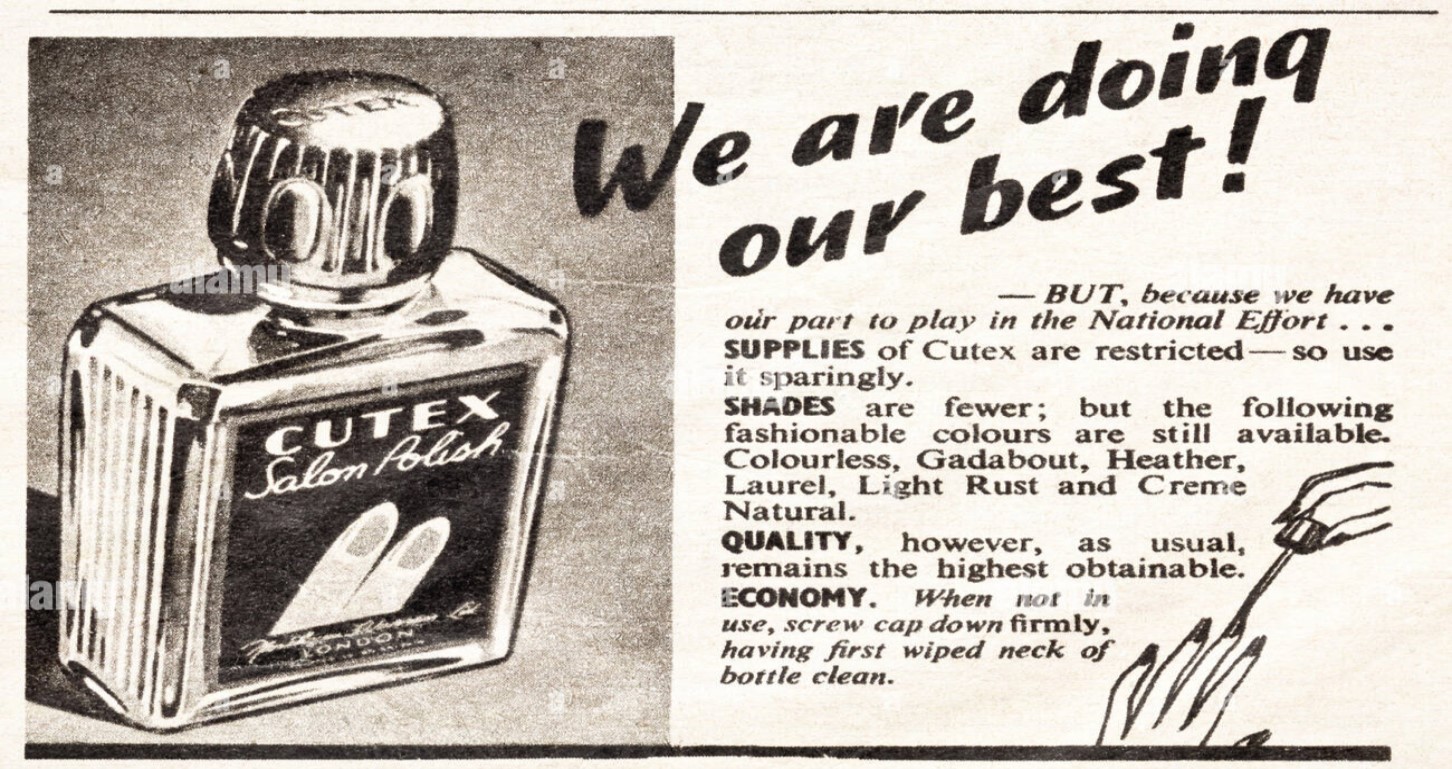 CUTEX
We are doing
our best!
— BUT, because we have
our part to play in the National Effort . . .
SUPPLIES of Cutex are restricted — so use
it sparingly.
SHADES are fewer; but the following
fashionable colours are still available.
Colourless, Gadabout, Heather,
Laurel, Light Rust and Creme
Natural.
QUALITY, however, as usual,
remains the highest obtainable.
ECONOMY. When not in
use, screw cap down firmly,
having first wiped neck of
bottle clean.
CUTEX
Salon Polish
LONDON
alamy
alamy
alamy